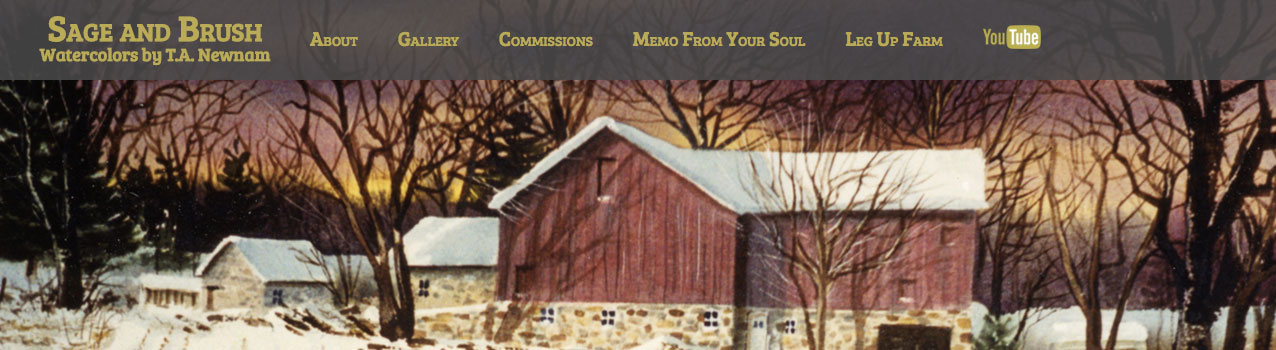 Sage and Brush
Watercolors by T.A. Newnam
About Gallery Commissions Memo From Your Soul Leg Up Farm YouTube